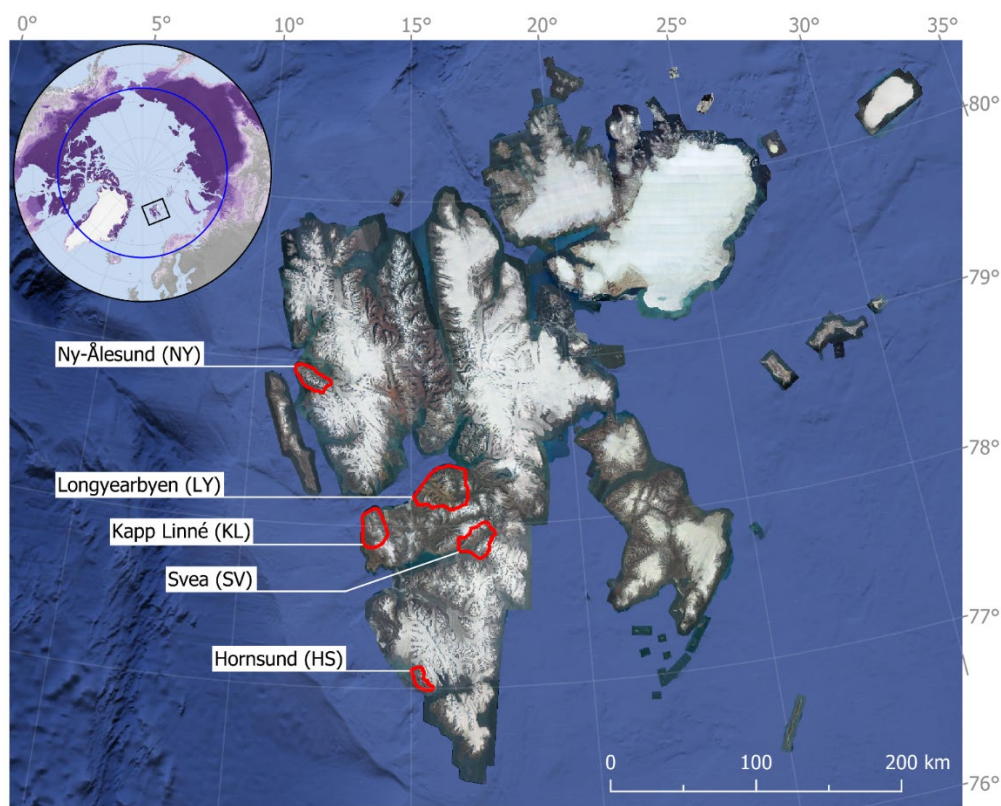 0° 5° 10° 15° 20° 25° 30° 35°
80°
79°
Ny-Ålesund (NY)
78°
Longyearbyen (LY)
Kapp Linné (KL)
Svea (SV)
77°
Hornsund (HS)
0 100 200 km
76°